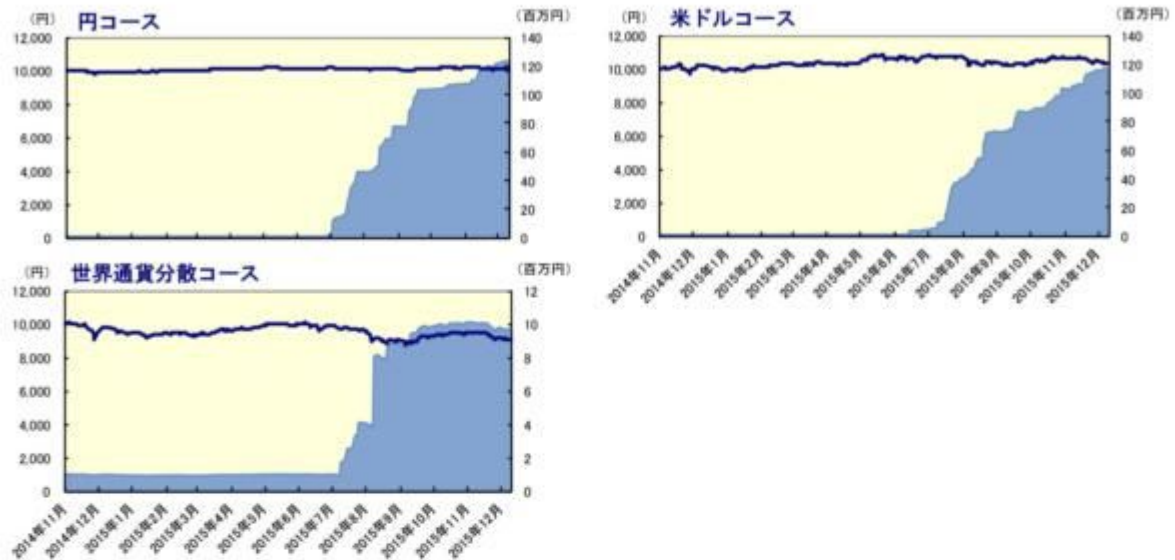 円コース
（円）
（百万円）
12,000
10,000
8,000
6,000
4,000
2,000
0
140
120
100
80
60
40
20
0
米ドルコース
（円）
（百万円）
12,000
10,000
8,000
6,000
4,000
2,000
0
140
120
100
80
60
40
20
0
2014年11月
2014年12月
2015年1月
2015年2月
2015年3月
2015年4月
2015年5月
2015年6月
2015年7月
2015年8月
2015年9月
2015年10月
2015年11月
2015年12月
世界通貨分散コース
（円）
（百万円）
12,000
10,000
8,000
6,000
4,000
2,000
0
12
10
8
6
4
2
0
2014年11月
2014年12月
2015年1月
2015年2月
2015年3月
2015年4月
2015年5月
2015年6月
2015年7月
2015年8月
2015年9月
2015年10月
2015年11月
2015年12月